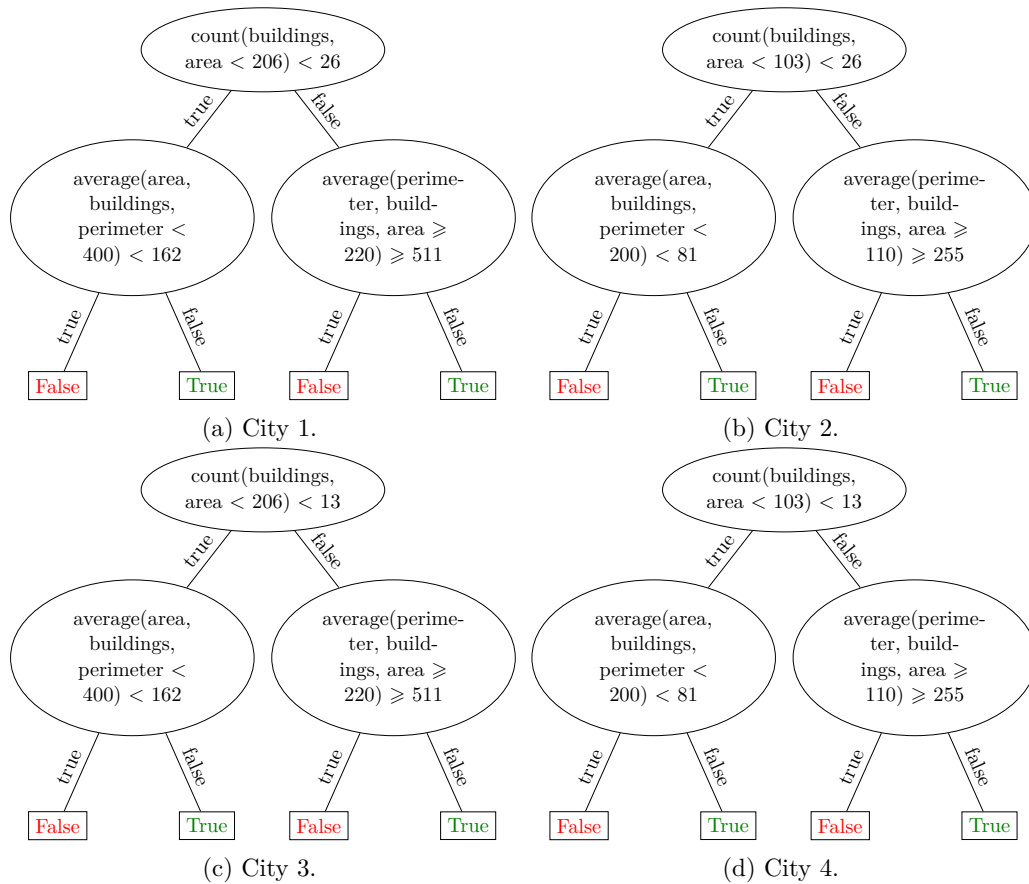 count(buildings,
area < 206) < 26
true
false
average(area,
buildings,
perimeter <
400) < 162
average(perime-
ter, build-
ings, area ⩾
220) ⩾ 511
true
false
true
false
False
True
False
True
(a) City 1.
count(buildings,
area < 103) < 26
true
false
average(area,
buildings,
perimeter <
200) < 81
average(perime-
ter, build-
ings, area ⩾
110) ⩾ 255
true
false
true
false
False
True
False
True
(b) City 2.
count(buildings,
area < 206) < 13
true
false
average(area,
buildings,
perimeter <
400) < 162
average(perime-
ter, build-
ings, area ⩾
220) ⩾ 511
true
false
true
false
False
True
False
True
(c) City 3.
count(buildings,
area < 103) < 13
true
false
average(area,
buildings,
perimeter <
200) < 81
average(perime-
ter, build-
ings, area ⩾
110) ⩾ 255
true
false
true
false
False
True
False
True
(d) City 4.